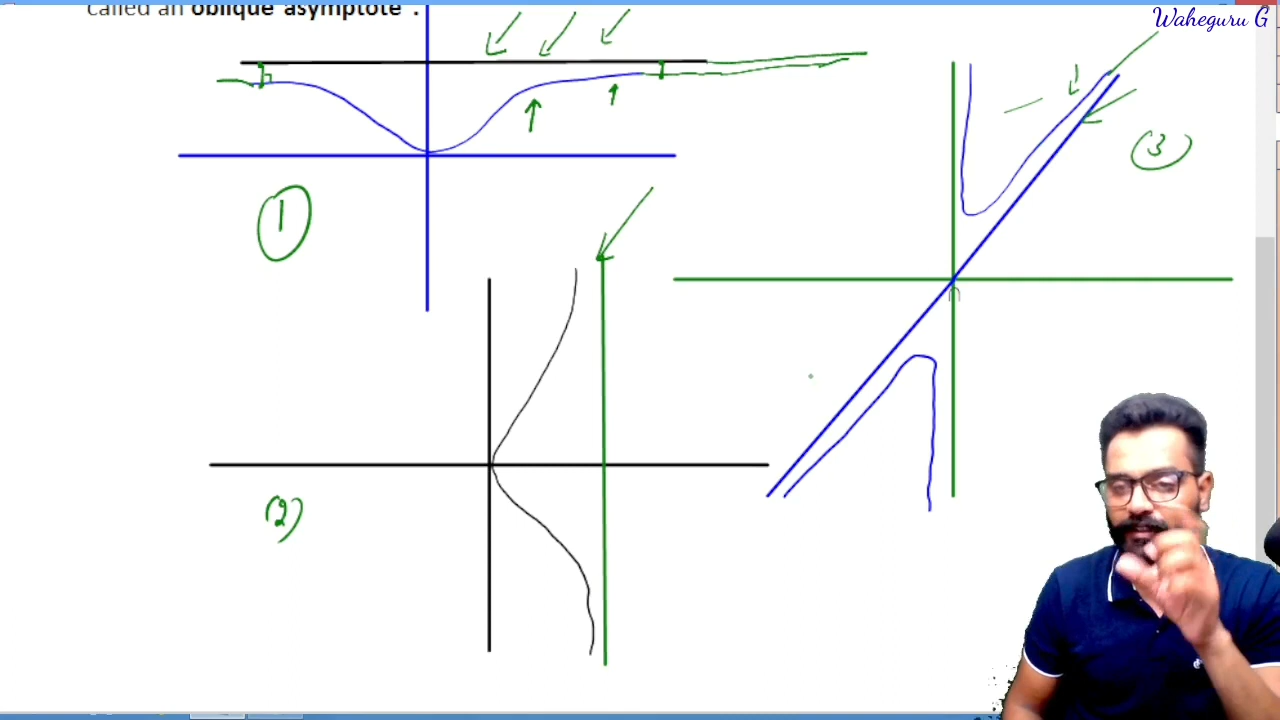 called an oblique asymptote .
Waheguru G
(3)
1
(2)